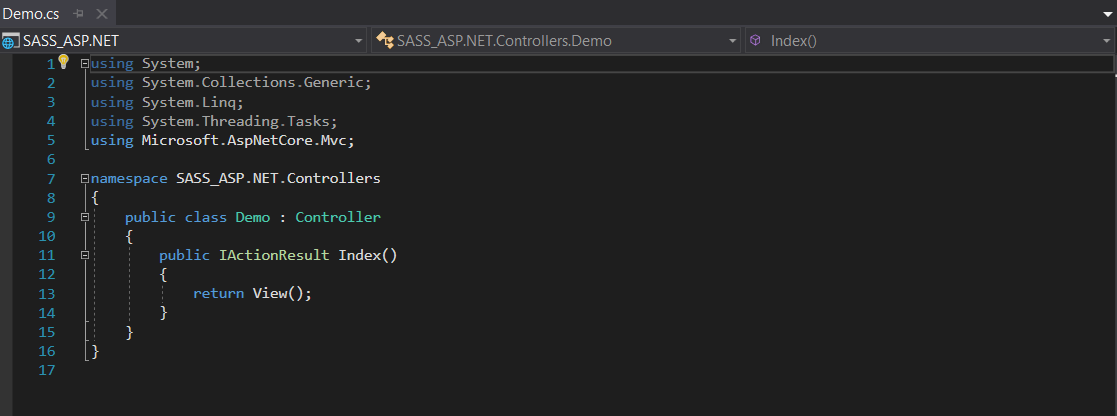 Demo.cs
SASS_ASP.NET SASS_ASP.NET.Controllers.Demo Index()
1 using System;
2 using System.Collections.Generic;
3 using System.Linq;
4 using System.Threading.Tasks;
5 using Microsoft.AspNetCore.Mvc;
6
7 namespace SASS_ASP.NET.Controllers
8 {
9 public class Demo : Controller
10 {
11 public IActionResult Index()
12 {
13 return View();
14 }
15 }
16 }
17